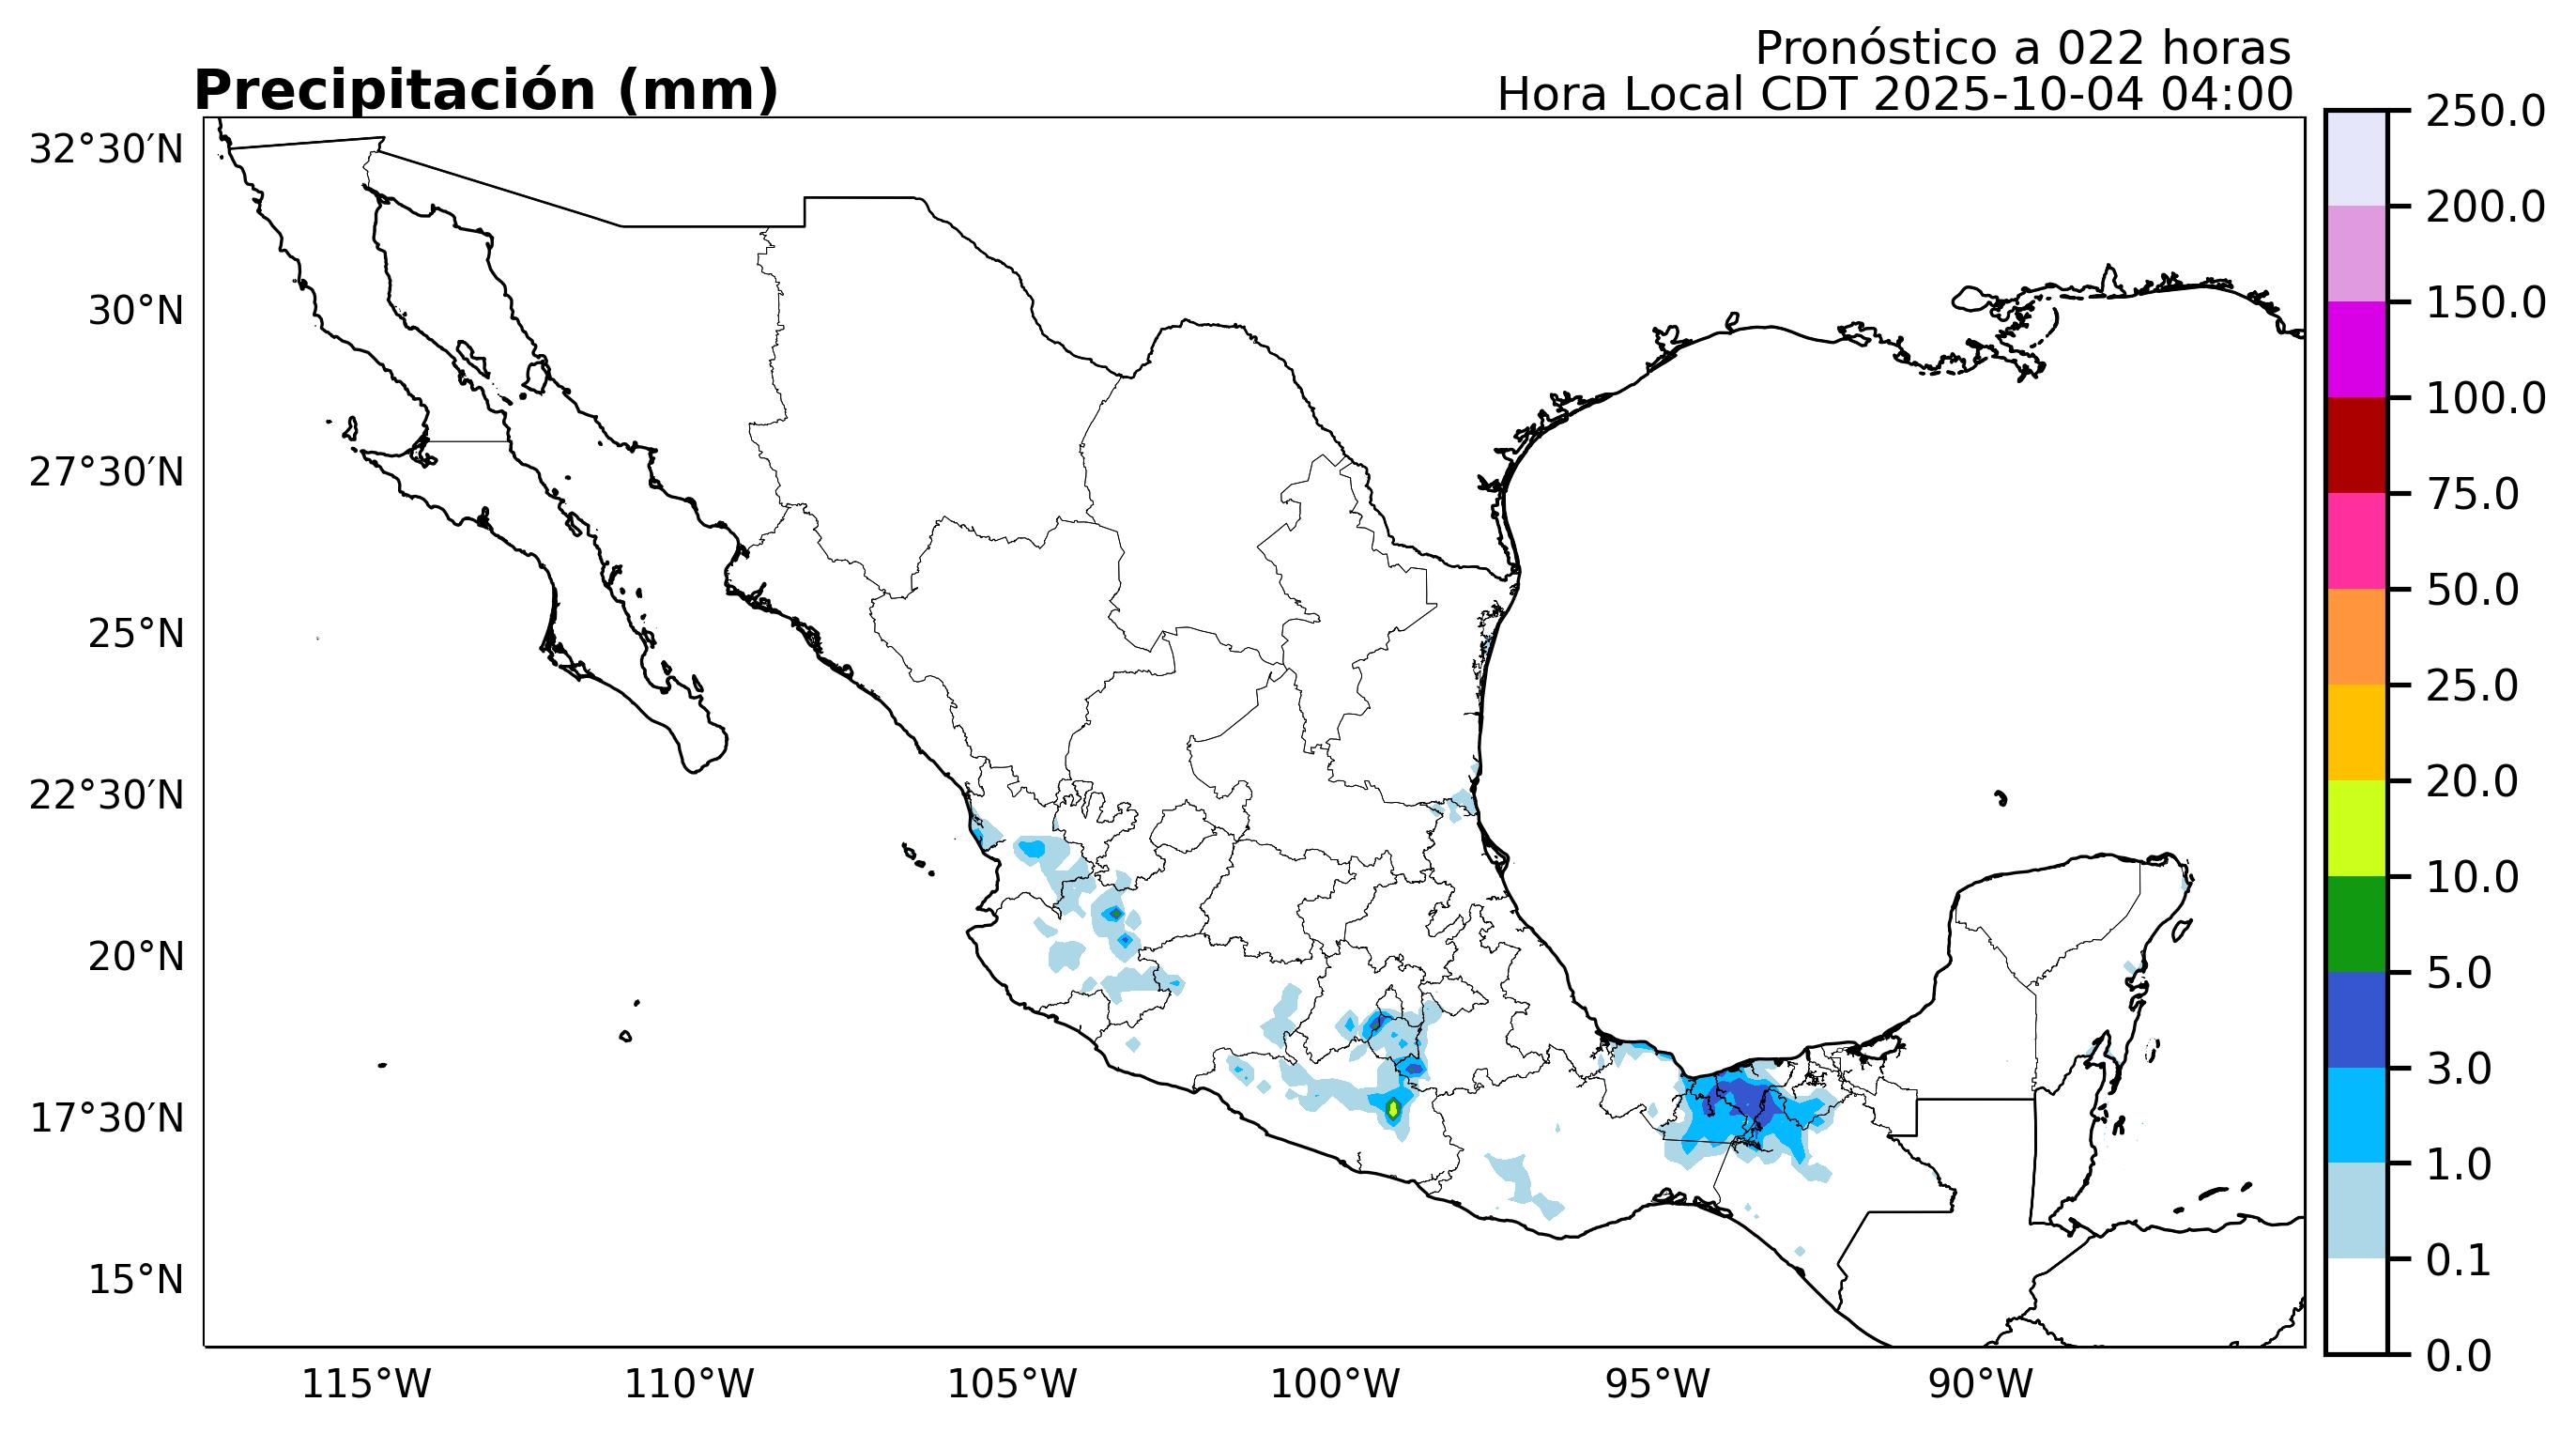 Pronóstico a 022 horas
Precipitación (mm)
Hora Local CDT 2025-10-04 04:00
32°30′N
30°N
27°30′N
25°N
22°30′N
20°N
17°30′N
15°N
115°W
110°W
105°W
100°W
95°W
90°W
250.0
200.0
150.0
100.0
75.0
50.0
25.0
20.0
10.0
5.0
3.0
1.0
0.1
0.0